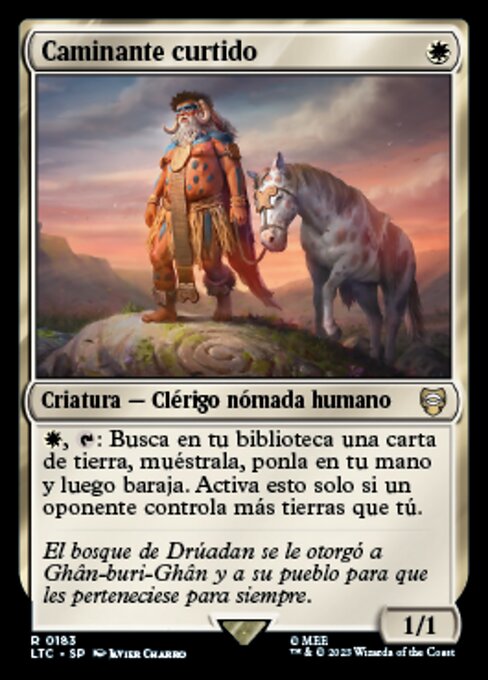 Caminante curtido
Criatura — Clérigo nómada humano
, : Busca en tu biblioteca una carta
de tierra, muéstrala, ponla en tu mano
y luego baraja. Activa esto solo si un
oponente controla más tierras que tú.
El bosque de Drúadan se le otorgó a
Ghân-buri-Ghân y a su pueblo para que
les perteneciese para siempre.
1/1
R 0183
LTC • SP Javier Charro
© MEE
™ & © 2023 Wizards of the Coast